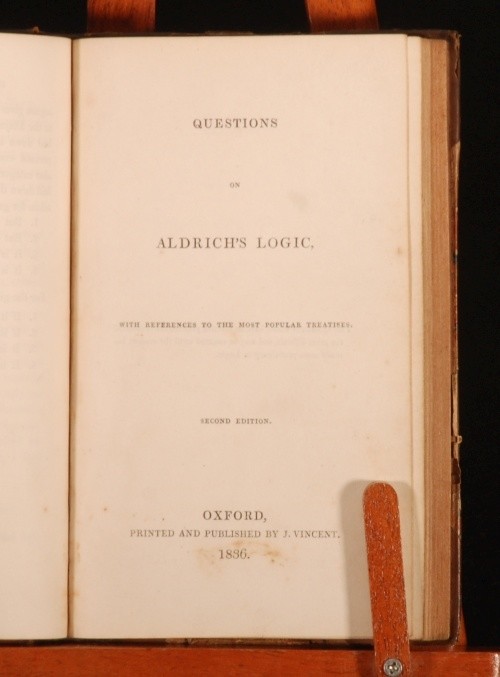 QUESTIONS
ON
ALDRICH'S LOGIC,
WITH REFERENCES TO THE MOST POPULAR TREATISES.
SECOND EDITION.
OXFORD,
PRINTED AND PUBLISHED BY J. VINCENT.
1836.